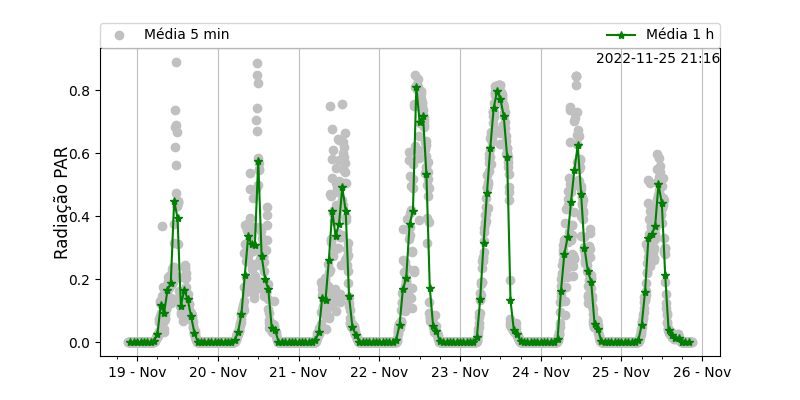 Média 5 min
Média 1 h
2022-11-25 21:16
Radiação PAR
0.8
0.6
0.4
0.2
0.0
19 - Nov
20 - Nov
21 - Nov
22 - Nov
23 - Nov
24 - Nov
25 - Nov
26 - Nov